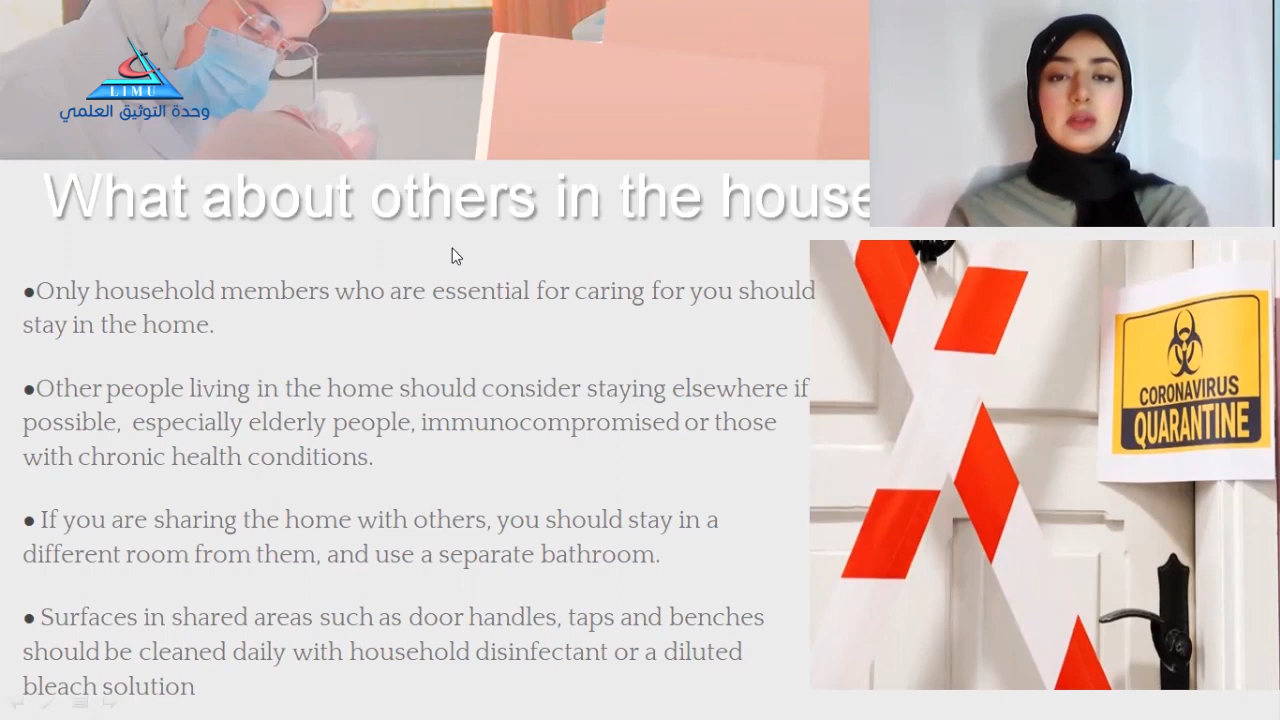 LIMU
وحدة التوثيق العلمي
What about others in the house
●Only household members who are essential for caring for you should
stay in the home.
●Other people living in the home should consider staying elsewhere if
possible, especially elderly people, immunocompromised or those
with chronic health conditions.
● If you are sharing the home with others, you should stay in a
different room from them, and use a separate bathroom.
● Surfaces in shared areas such as door handles, taps and benches
should be cleaned daily with household disinfectant or a diluted
bleach solution
CORONAVIRUS
QUARANTINE